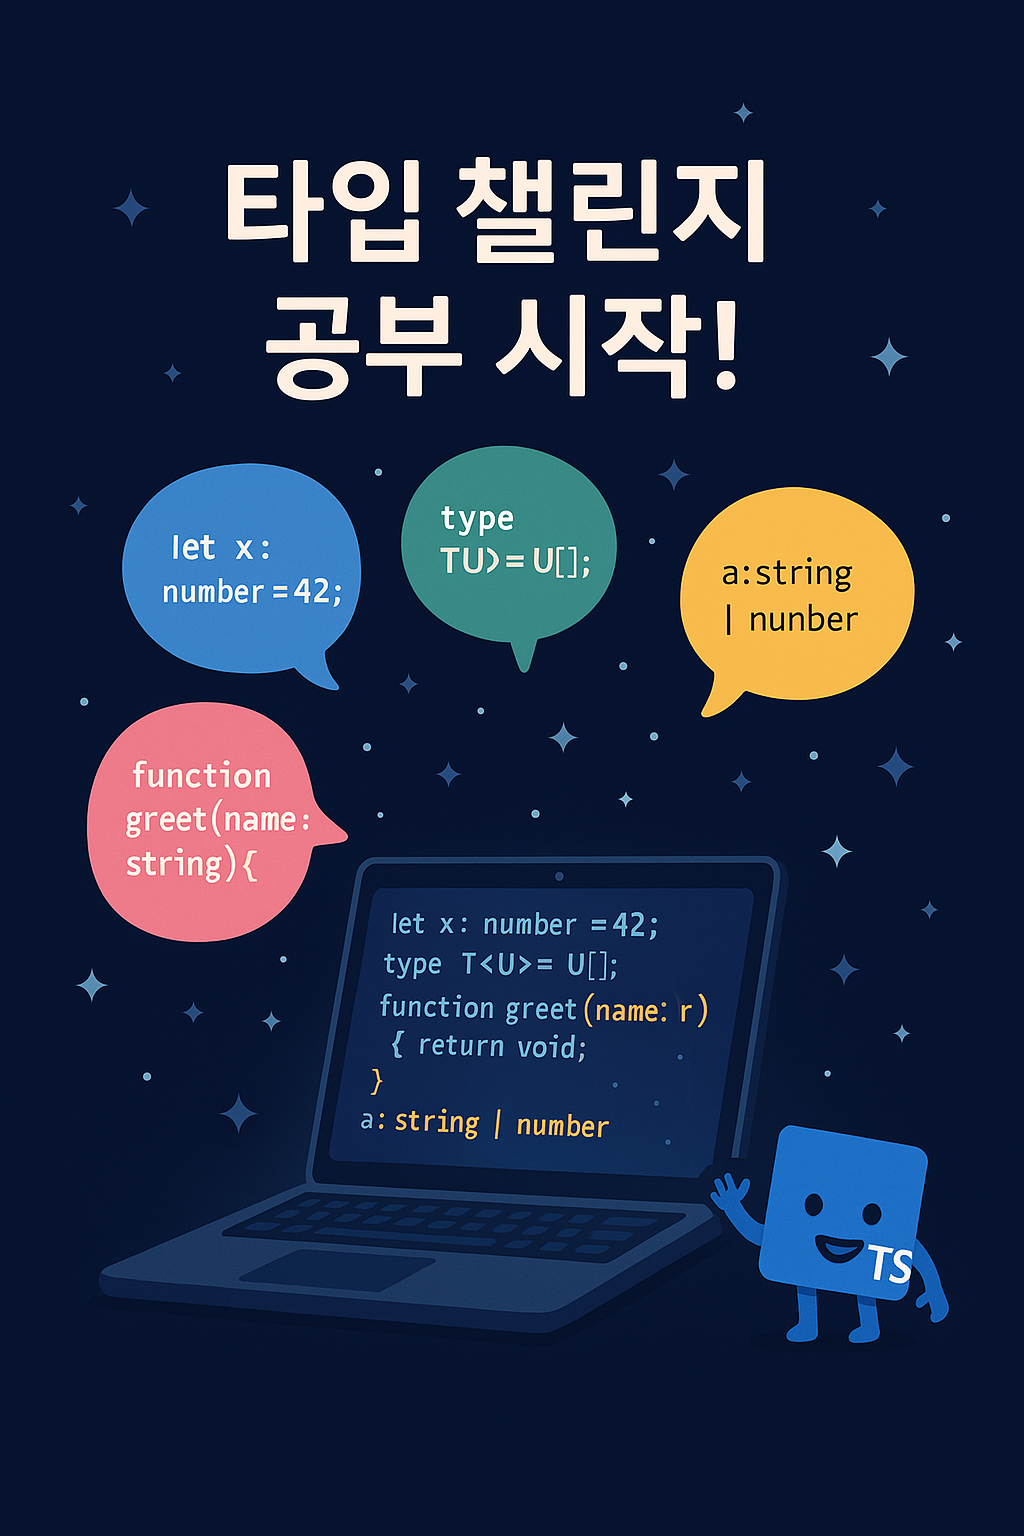 타입 챌린지
공부 시작!
let x:
number = 42;
type
TU)= U[];
a:string
| nunber
function
greet(name:
string){
let x: number = 42;
type T<U>= U[];
function greet(name: r)
{ return void;
}
a: string | number
TS